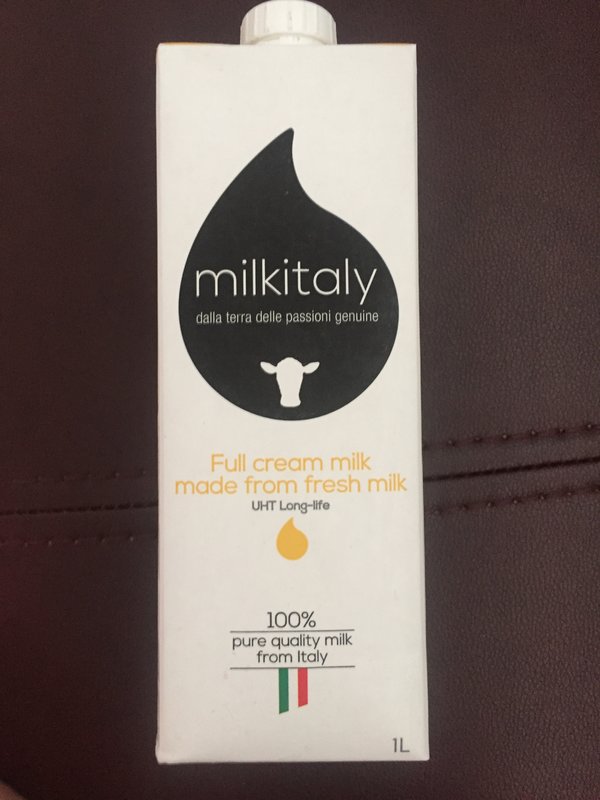 milkitaly
dalla terra delle passioni genuine
Full cream milk
made from fresh milk
UHT Long-life
100%
pure quality milk
from Italy
1L